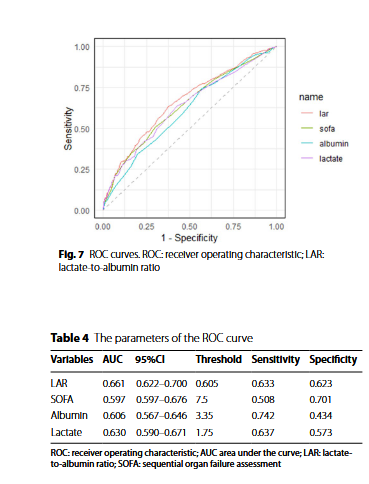 1.00
0.75
0.50
0.25
0.00
Sensitivity
0.00 0.25 0.50 0.75 1.00
1 - Specificity
name
lar
sofa
albumin
lactate
Fig. 7 ROC curves. ROC: receiver operating characteristic; LAR:
lactate-to-albumin ratio
Table 4 The parameters of the ROC curve
Variables AUC 95%CI Threshold Sensitivity Specificity
LAR 0.661 0.622–0.700 0.605 0.633 0.623
SOFA 0.597 0.597–0.676 7.5 0.508 0.701
Albumin 0.606 0.567–0.646 3.35 0.742 0.434
Lactate 0.630 0.590–0.671 1.75 0.637 0.573
ROC: receiver operating characteristic; AUC area under the curve; LAR: lactate-
to-albumin ratio; SOFA: sequential organ failure assessment